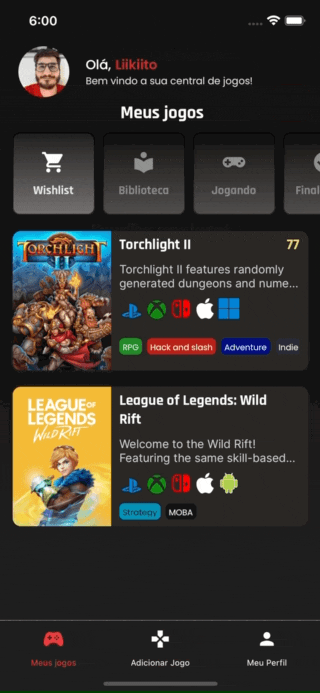 6:00
Olá, Liikiito
Bem vindo a sua central de jogos!
Meus jogos
Wishlist
Biblioteca
Jogando
Final
TORCHLIGHT II
Torchlight II
77
Torchlight II features randomly
generated dungeons and nume...
RPG
Hack and slash
Adventure
Indie
LEAGUE OF
LEGENDS
WILD RIFT
League of Legends: Wild
Rift
Welcome to the Wild Rift!
Featuring the same skill-based...
Strategy
MOBA
Meus jogos
Adicionar Jogo
Meu Perfil